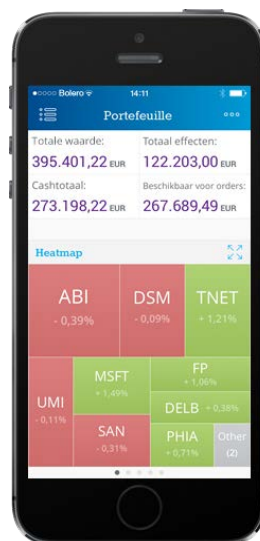 Bolero 14:11
Portefeuille
Totale waarde: Totaal effecten:
395.401,22 EUR 122.203,00 EUR
Cashtotaal: Beschikbaar voor orders:
273.198,22 EUR 267.689,49 EUR
Heatmap
ABI DSM TNET
- 0,39% - 0,09% + 1,21%
MSFT FP
+ 1,49% + 1,06%
UMI DELB + 0,38%
- 0,11%
SAN PHIA Other
- 0,31% + 0,71% (2)